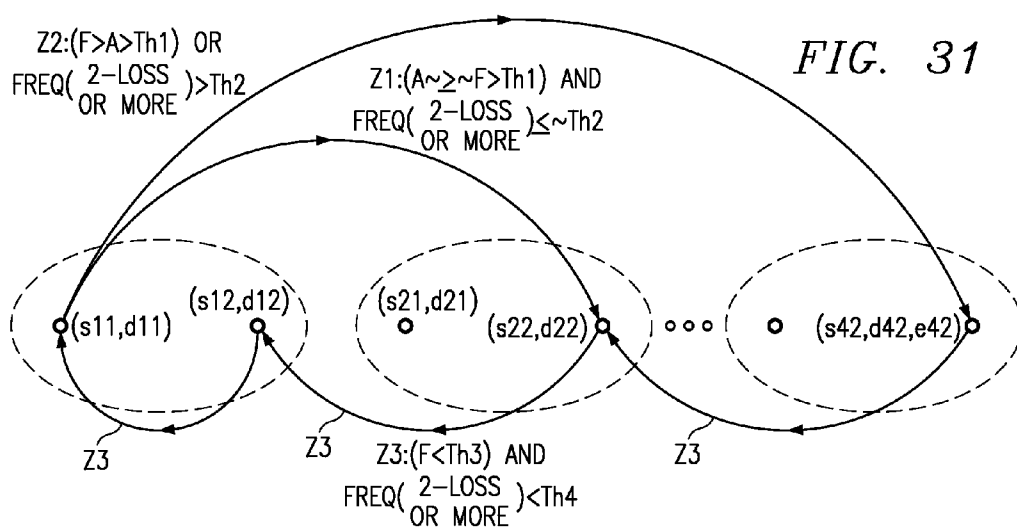 Z2:(F>A>Th1) OR
FREQ( 2-LOSS
OR MORE )>Th2
FIG. 31
Z1:(A~≥~F>Th1) AND
FREQ( 2-LOSS
OR MORE )≤~Th2
(s11,d11)
(s12,d12)
(s21,d21)
(s22,d22)
(s42,d42,e42)
Z3
Z3
Z3:(F<Th3) AND
FREQ( 2-LOSS
OR MORE )<Th4
Z3